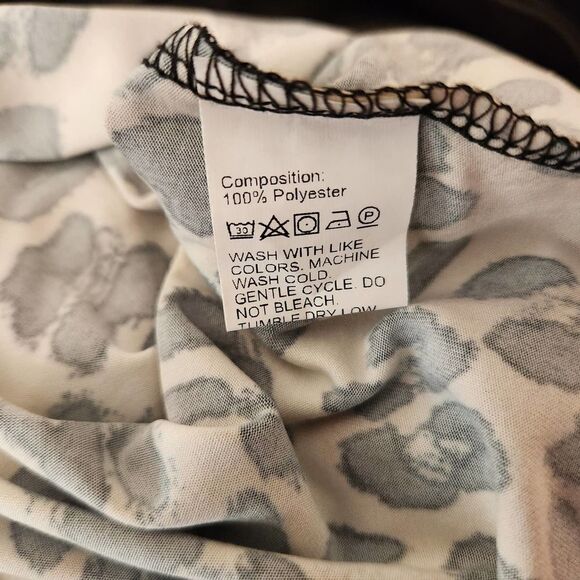 Composition:
100% Polyester
30 P
WASH WITH LIKE
COLORS. MACHINE
WASH COLD.
GENTLE CYCLE. DO
NOT BLEACH.
TUMBLE DRY LOW